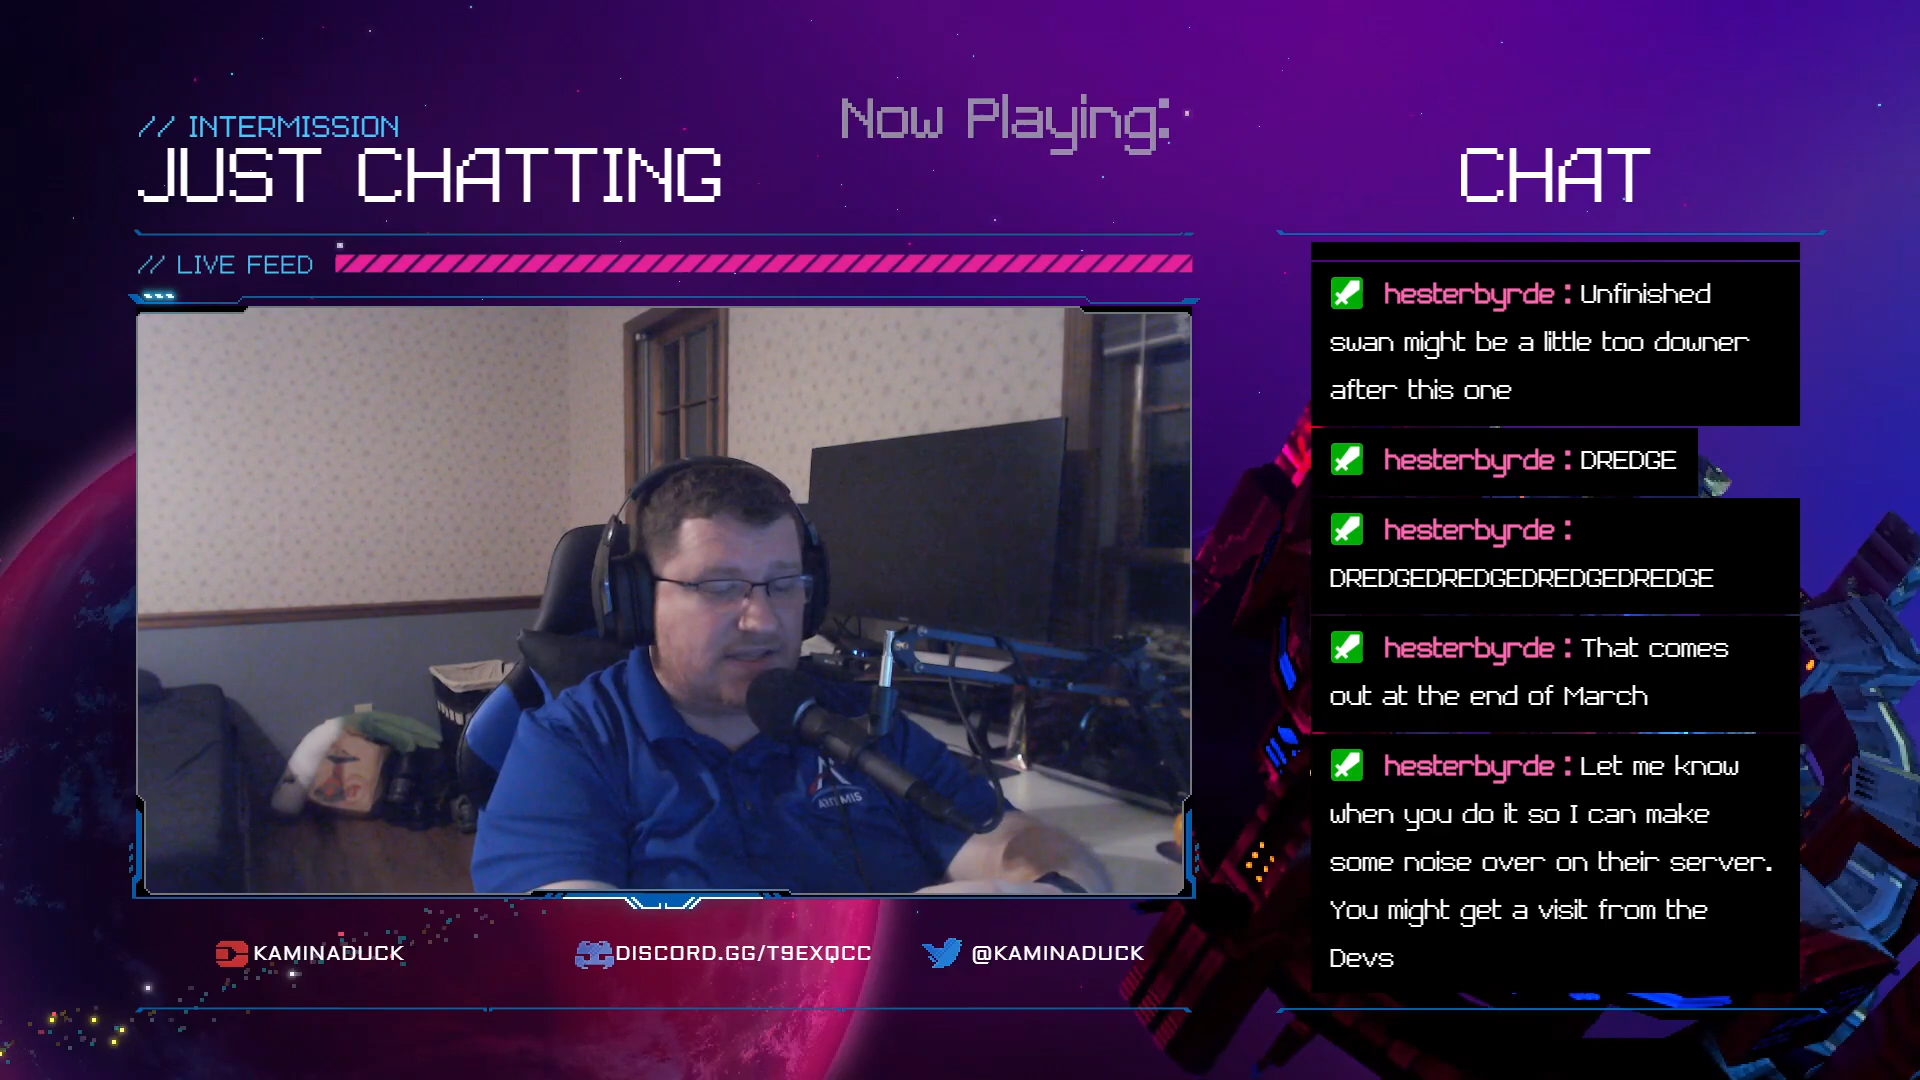 // INTERMISSION
JUST CHATTING
Now Playing:
// LIVE FEED
CHAT
hesterbyrde : Unfinished
swan might be a little too downer
after this one
hesterbyrde : DREDGE
hesterbyrde :
DREDGEDREDGEDREDGEDREDGE
hesterbyrde : That comes
out at the end of March
hesterbyrde : Let me know
when you do it so I can make
some noise over on their server.
You might get a visit from the
Devs
ARTEMIS
KAMINADUCK
DISCORD.GG/T9EXQCC
@KAMINADUCK